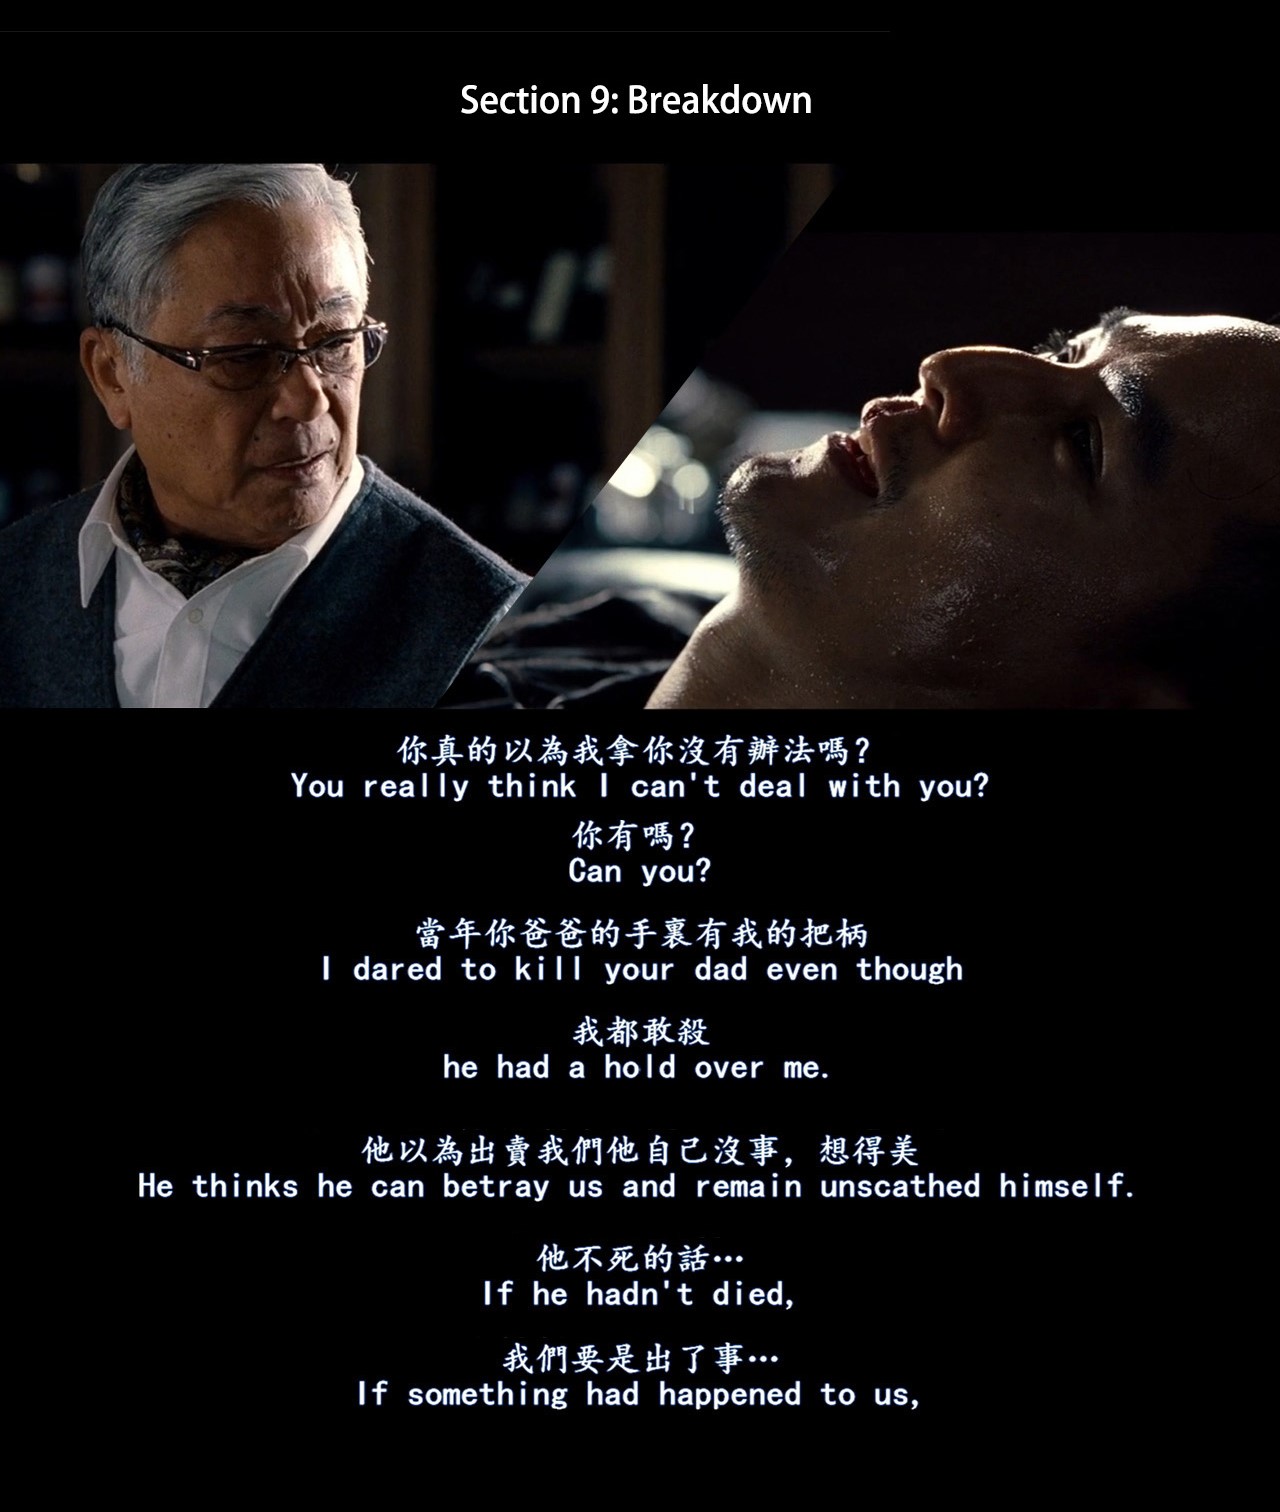 Section 9: Breakdown
你真的以為我拿你沒有辦法嗎?
You really think I can't deal with you?
你有嗎?
Can you?
當年你爸爸的手裏有我的把柄
I dared to kill your dad even though
我都敢殺
he had a hold over me.
他以為出賣我們他自己沒事, 想得美
He thinks he can betray us and remain unscathed himself.
他不死的話…
If he hadn't died,
我們要是出了事…
If something had happened to us,